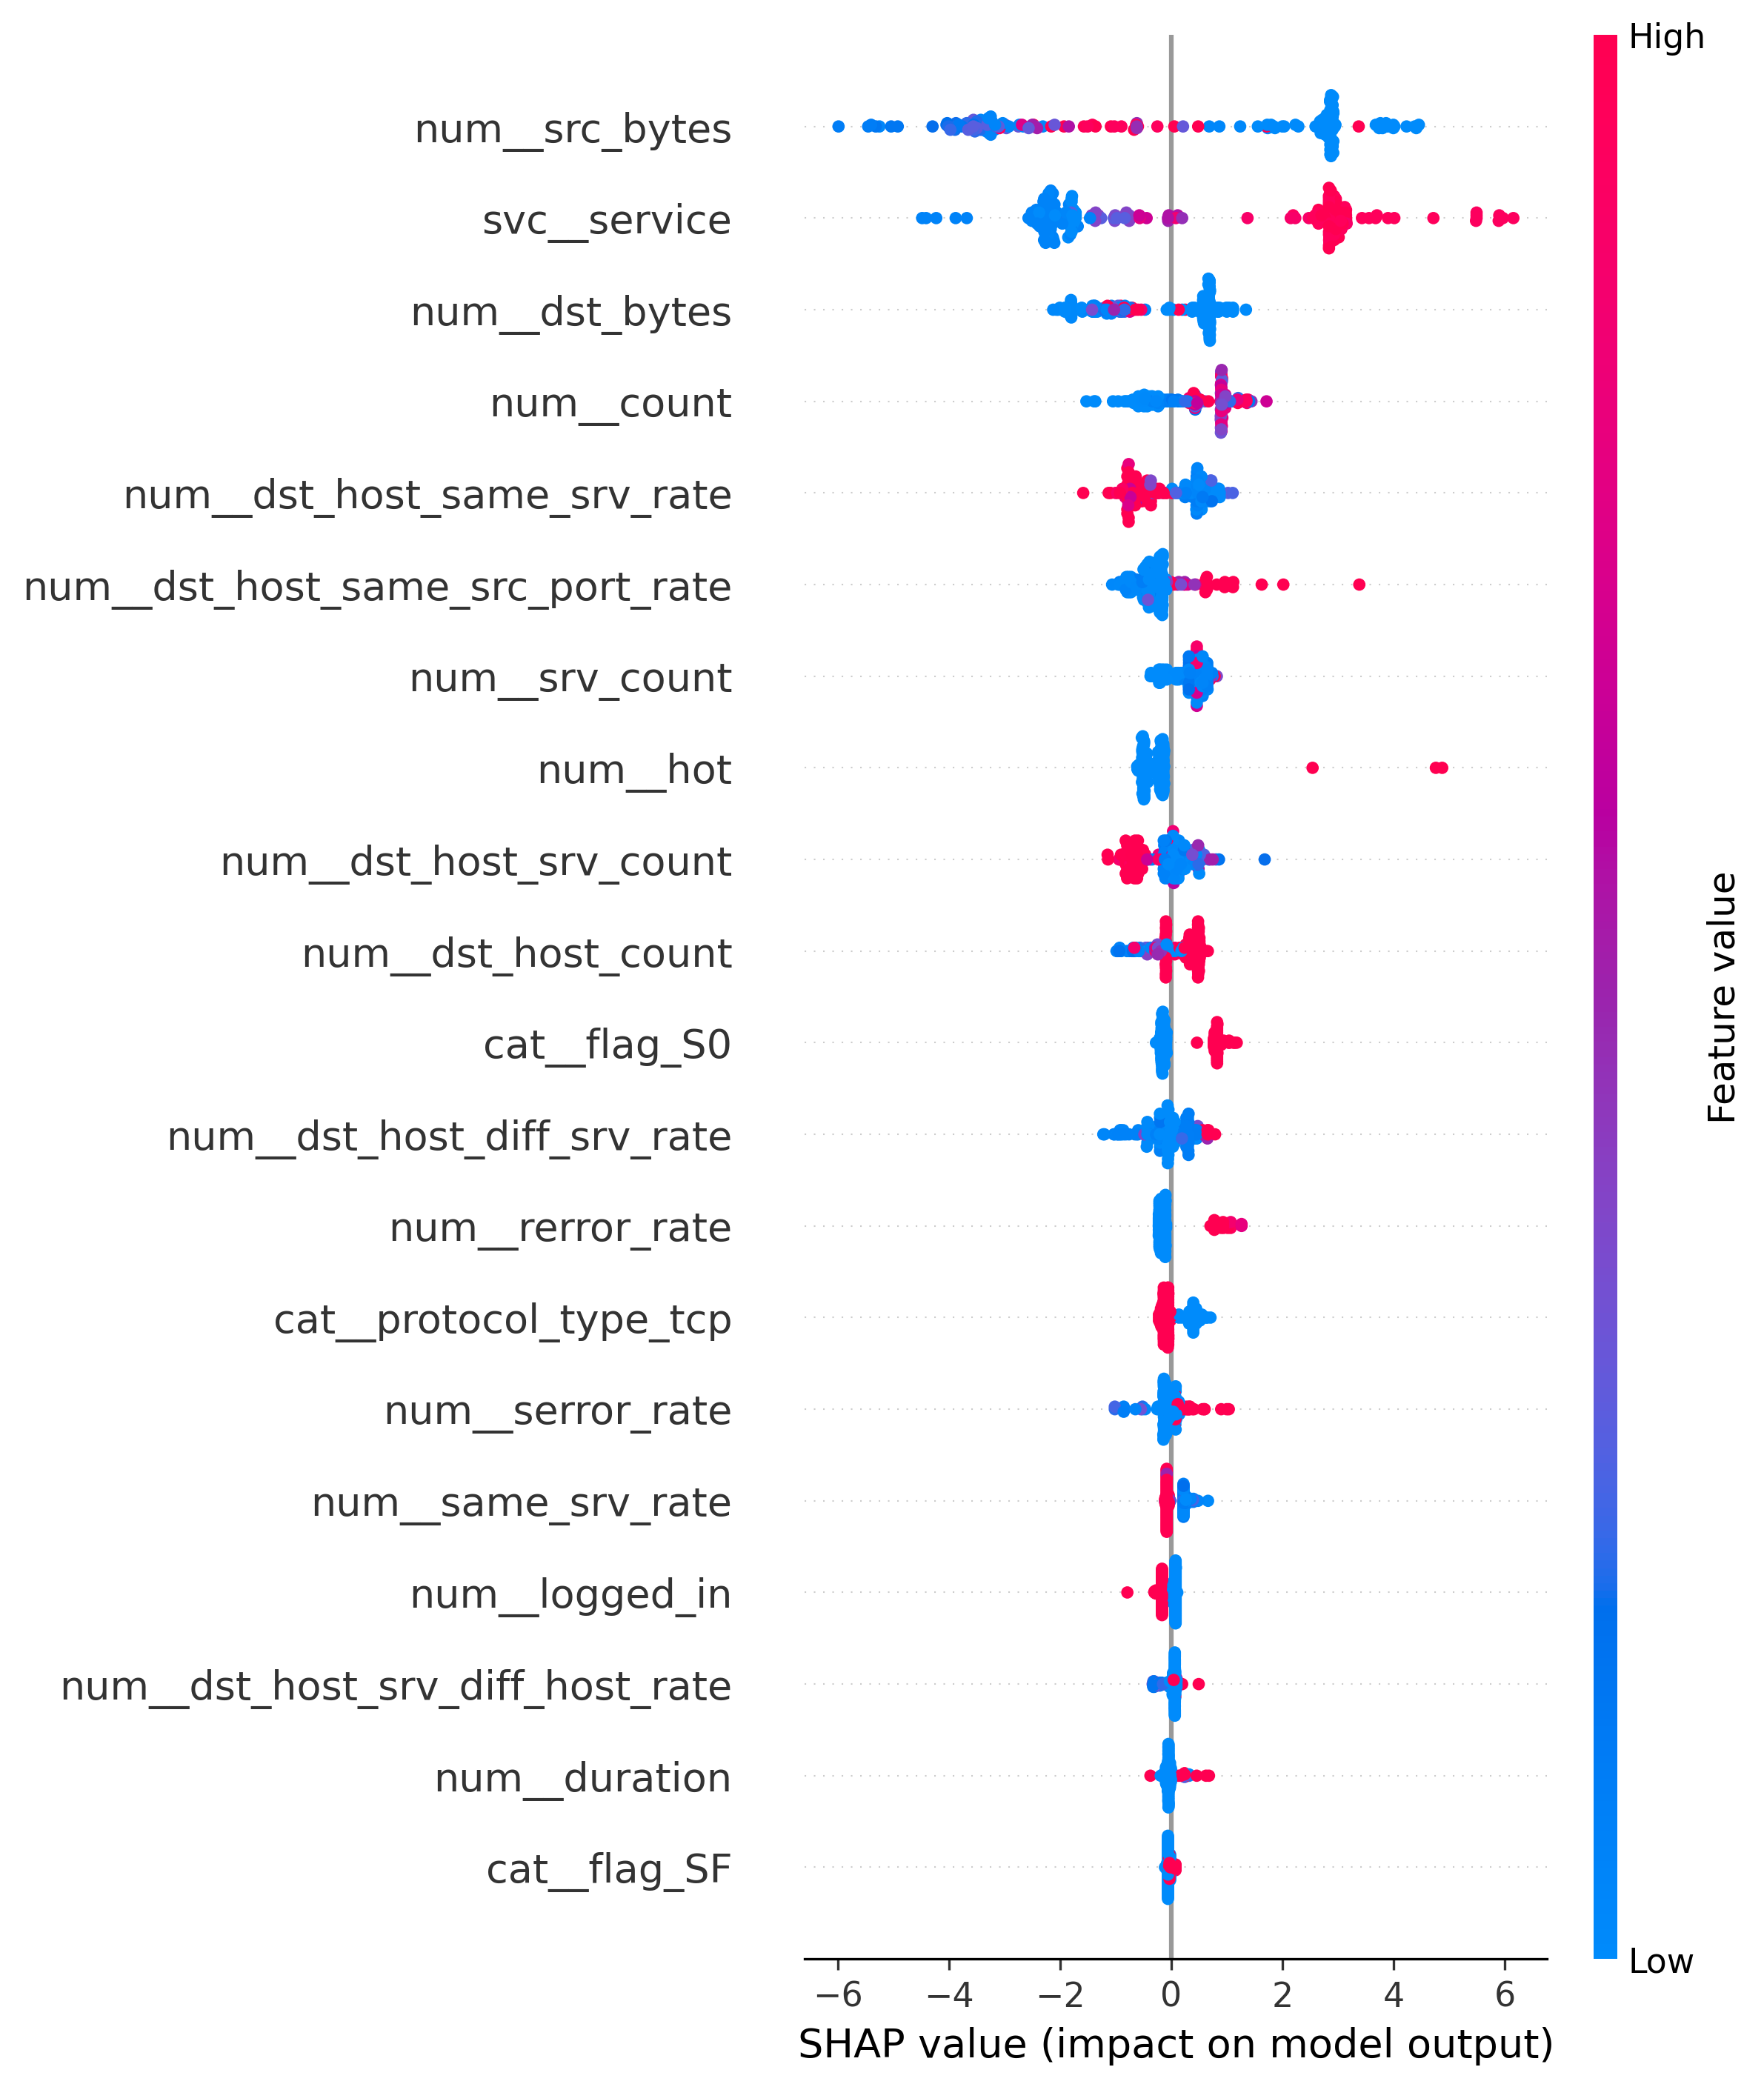 High
num__src_bytes
svc__service
num__dst_bytes
num__count
num__dst_host_same_srv_rate
num__dst_host_same_src_port_rate
num__srv_count
num__hot
num__dst_host_srv_count
num__dst_host_count
cat__flag_S0
num__dst_host_diff_srv_rate
num__rerror_rate
cat__protocol_type_tcp
num__serror_rate
num__same_srv_rate
num__logged_in
num__dst_host_srv_diff_host_rate
num__duration
cat__flag_SF
Feature value
Low
−6 −4 −2 0 2 4 6
SHAP value (impact on model output)